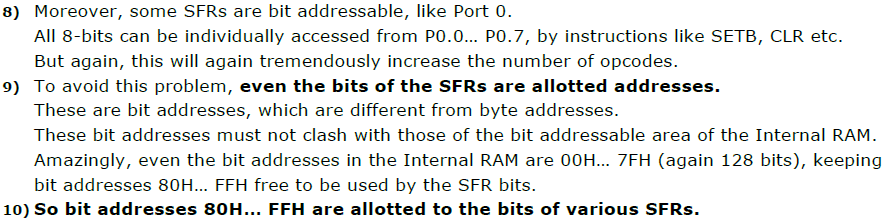 8) Moreover, some SFRs are bit addressable, like Port 0.
All 8-bits can be individually accessed from P0.0... P0.7, by instructions like SETB, CLR etc.
But again, this will again tremendously increase the number of opcodes.
9) To avoid this problem, even the bits of the SFRs are allotted addresses.
These are bit addresses, which are different from byte addresses.
These bit addresses must not clash with those of the bit addressable area of the Internal RAM.
Amazingly, even the bit addresses in the Internal RAM are 00H... 7FH (again 128 bits), keeping
bit addresses 80H... FFH free to be used by the SFR bits.
10) So bit addresses 80H... FFH are allotted to the bits of various SFRs.